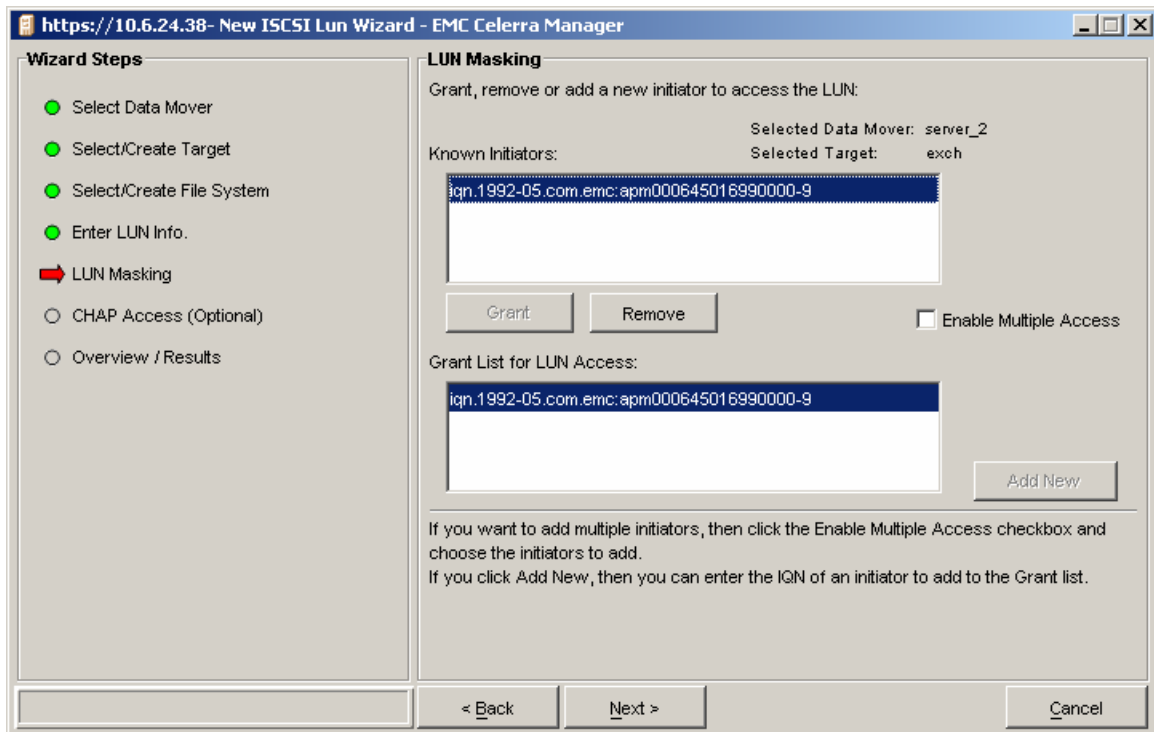 https://10.6.24.38- New ISCSI Lun Wizard - EMC Celerra Manager
Wizard Steps
Select Data Mover
Select/Create Target
Select/Create File System
Enter LUN Info.
LUN Masking
CHAP Access (Optional)
Overview / Results
LUN Masking
Grant, remove or add a new initiator to access the LUN:
Selected Data Mover: server_2
Known Initiators:
Selected Target: exch
iqn.1992-05.com.emc:apm000645016990000-9
Grant
Remove
Enable Multiple Access
Grant List for LUN Access:
iqn.1992-05.com.emc:apm000645016990000-9
Add New
If you want to add multiple initiators, then click the Enable Multiple Access checkbox and
choose the initiators to add.
If you click Add New, then you can enter the IQN of an initiator to add to the Grant list.
< Back
Next >
Cancel